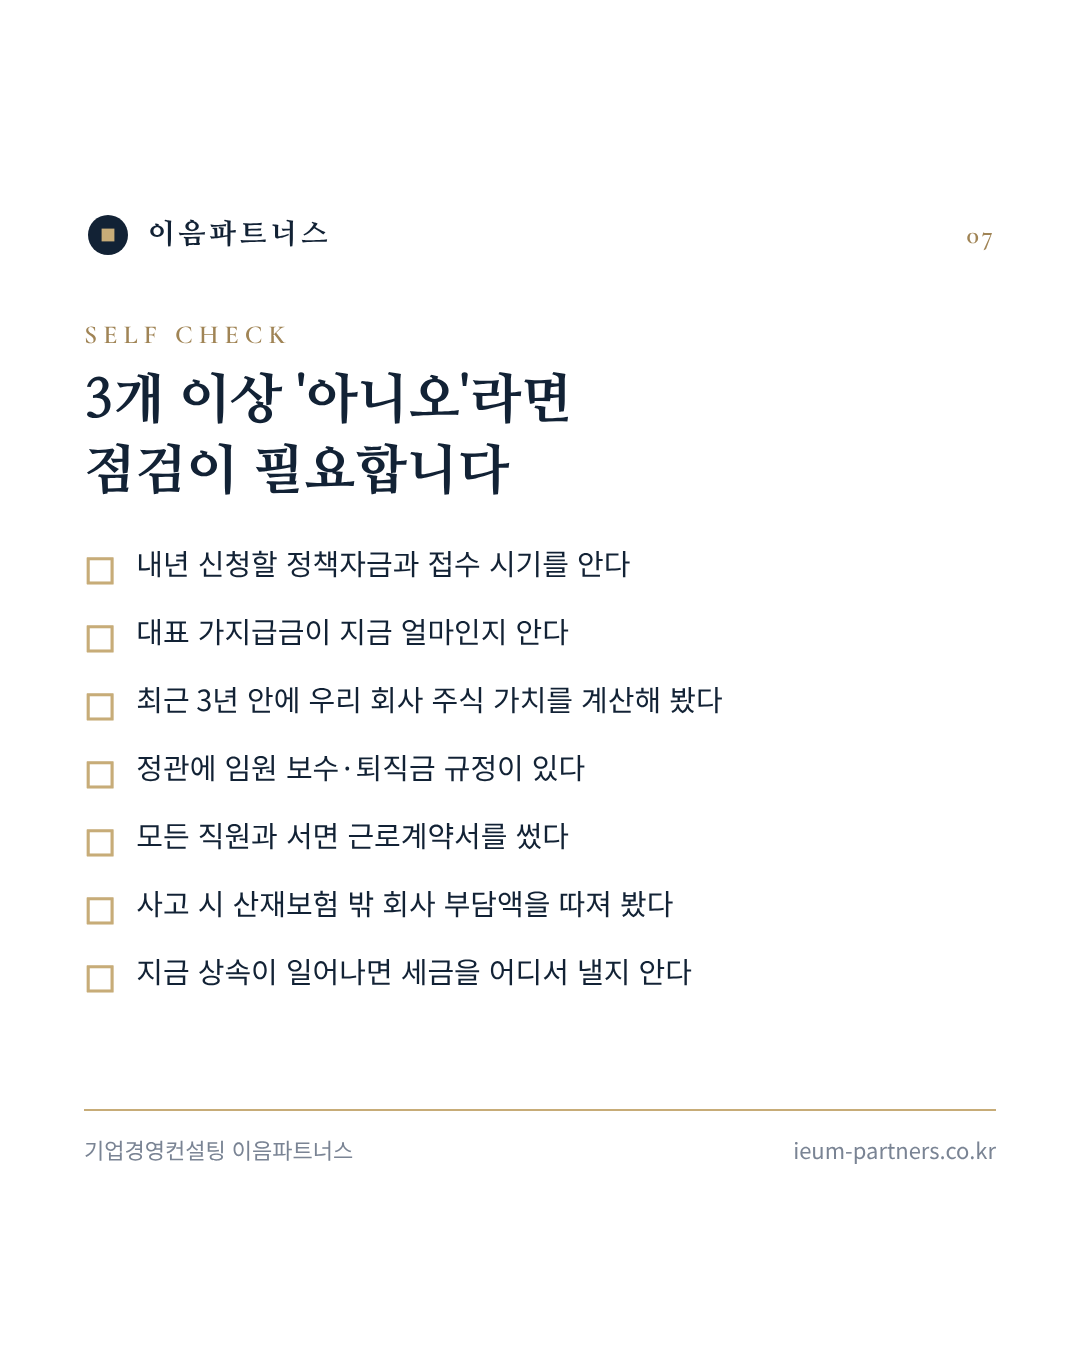 이음파트너스
07
SELF CHECK
3개 이상 '아니오'라면
점검이 필요합니다
내년 신청할 정책자금과 접수 시기를 안다
대표 가지급금이 지금 얼마인지 안다
최근 3년 안에 우리 회사 주식 가치를 계산해 봤다
정관에 임원 보수·퇴직금 규정이 있다
모든 직원과 서면 근로계약서를 썼다
사고 시 산재보험 밖 회사 부담액을 따져 봤다
지금 상속이 일어나면 세금을 어디서 낼지 안다
기업경영컨설팅 이음파트너스
ieum-partners.co.kr